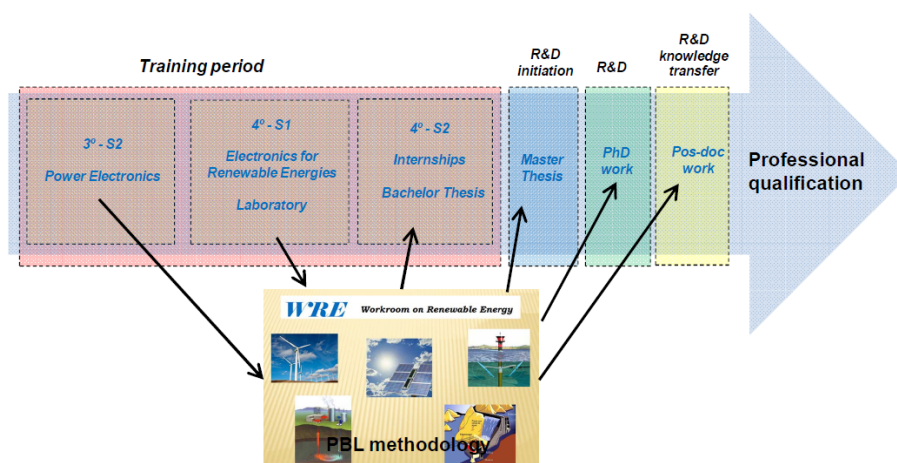 Training period
R&D
initiation
R&D
R&D
knowledge
transfer
3º - S2
Power Electronics
4º - S1
Electronics for
Renewable Energies
Laboratory
4º - S2
Internships
Bachelor Thesis
Master
Thesis
PhD
work
Pos-doc
work
Professional
qualification
WRE Workroom on Renewable Energy
PBL methodology